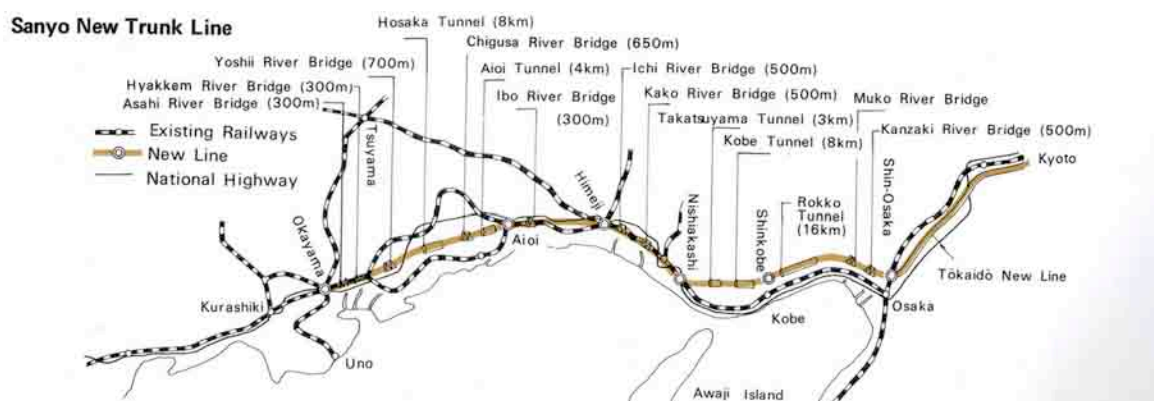 Sanyo New Trunk Line
Hosaka Tunnel (8km)
Chigusa River Bridge (650m)
Yoshii River Bridge (700m)
Aioi Tunnel (4km)
Ichi River Bridge (500m)
Hyakkem River Bridge (300m)
Ibo River Bridge
(300m)
Kako River Bridge (500m)
Muko River Bridge
Asahi River Bridge (300m)
Takatsuyama Tunnel (3km)
Kanzaki River Bridge (500m)
Existing Railways
Kobe Tunnel (8km)
New Line
National Highway
Tsuyama
Kyoto
Himeji
Shin-Osaka
Nishiakashi
Rokko
Tunnel
(16km)
Okayama
Shinkobe
Aioi
Tōkaidō New Line
Kurashiki
Osaka
Kobe
Uno
Awaji Island